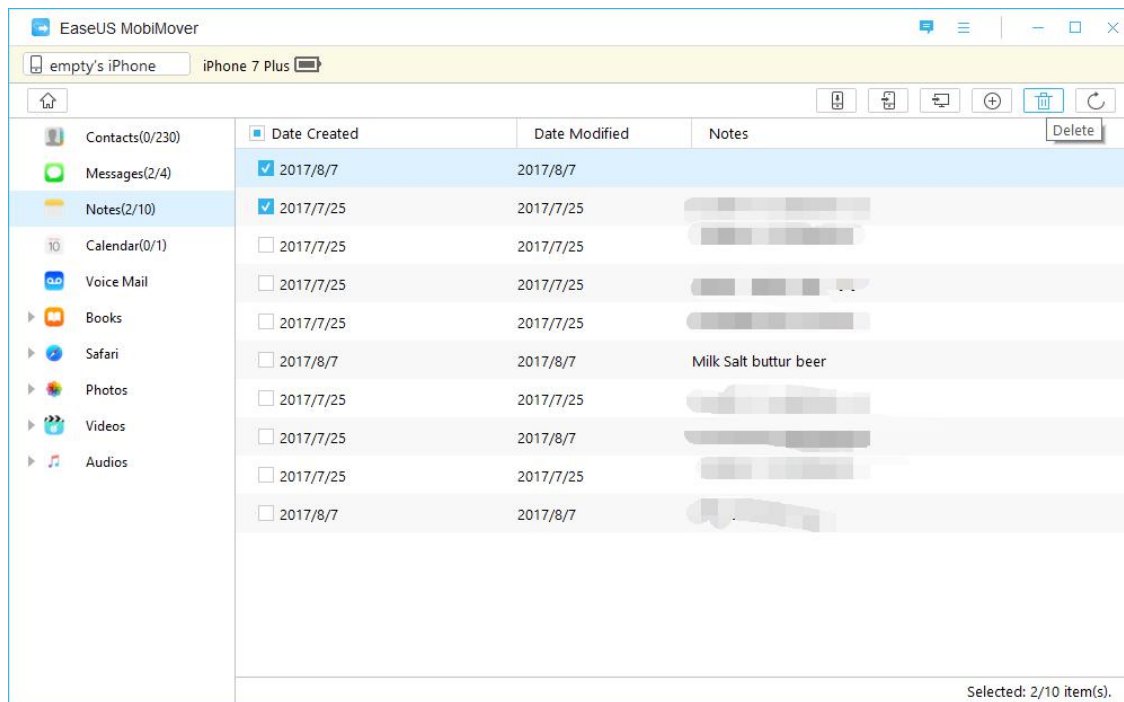 EaseUS MobiMover
empty's iPhone iPhone 7 Plus
Delete
Date Created Date Modified Notes
Contacts(0/230)
Messages(2/4)
Notes(2/10)
10 Calendar(0/1)
Voice Mail
Books
Safari
Photos
Videos
Audios
2017/8/7 2017/8/7
2017/7/25 2017/7/25
2017/7/25 2017/7/25
2017/7/25 2017/7/25
2017/7/25 2017/7/25
2017/8/7 2017/8/7 Milk Salt buttur beer
2017/7/25 2017/7/25
2017/7/25 2017/8/7
2017/7/25 2017/7/25
2017/8/7 2017/8/7
Selected: 2/10 item(s).